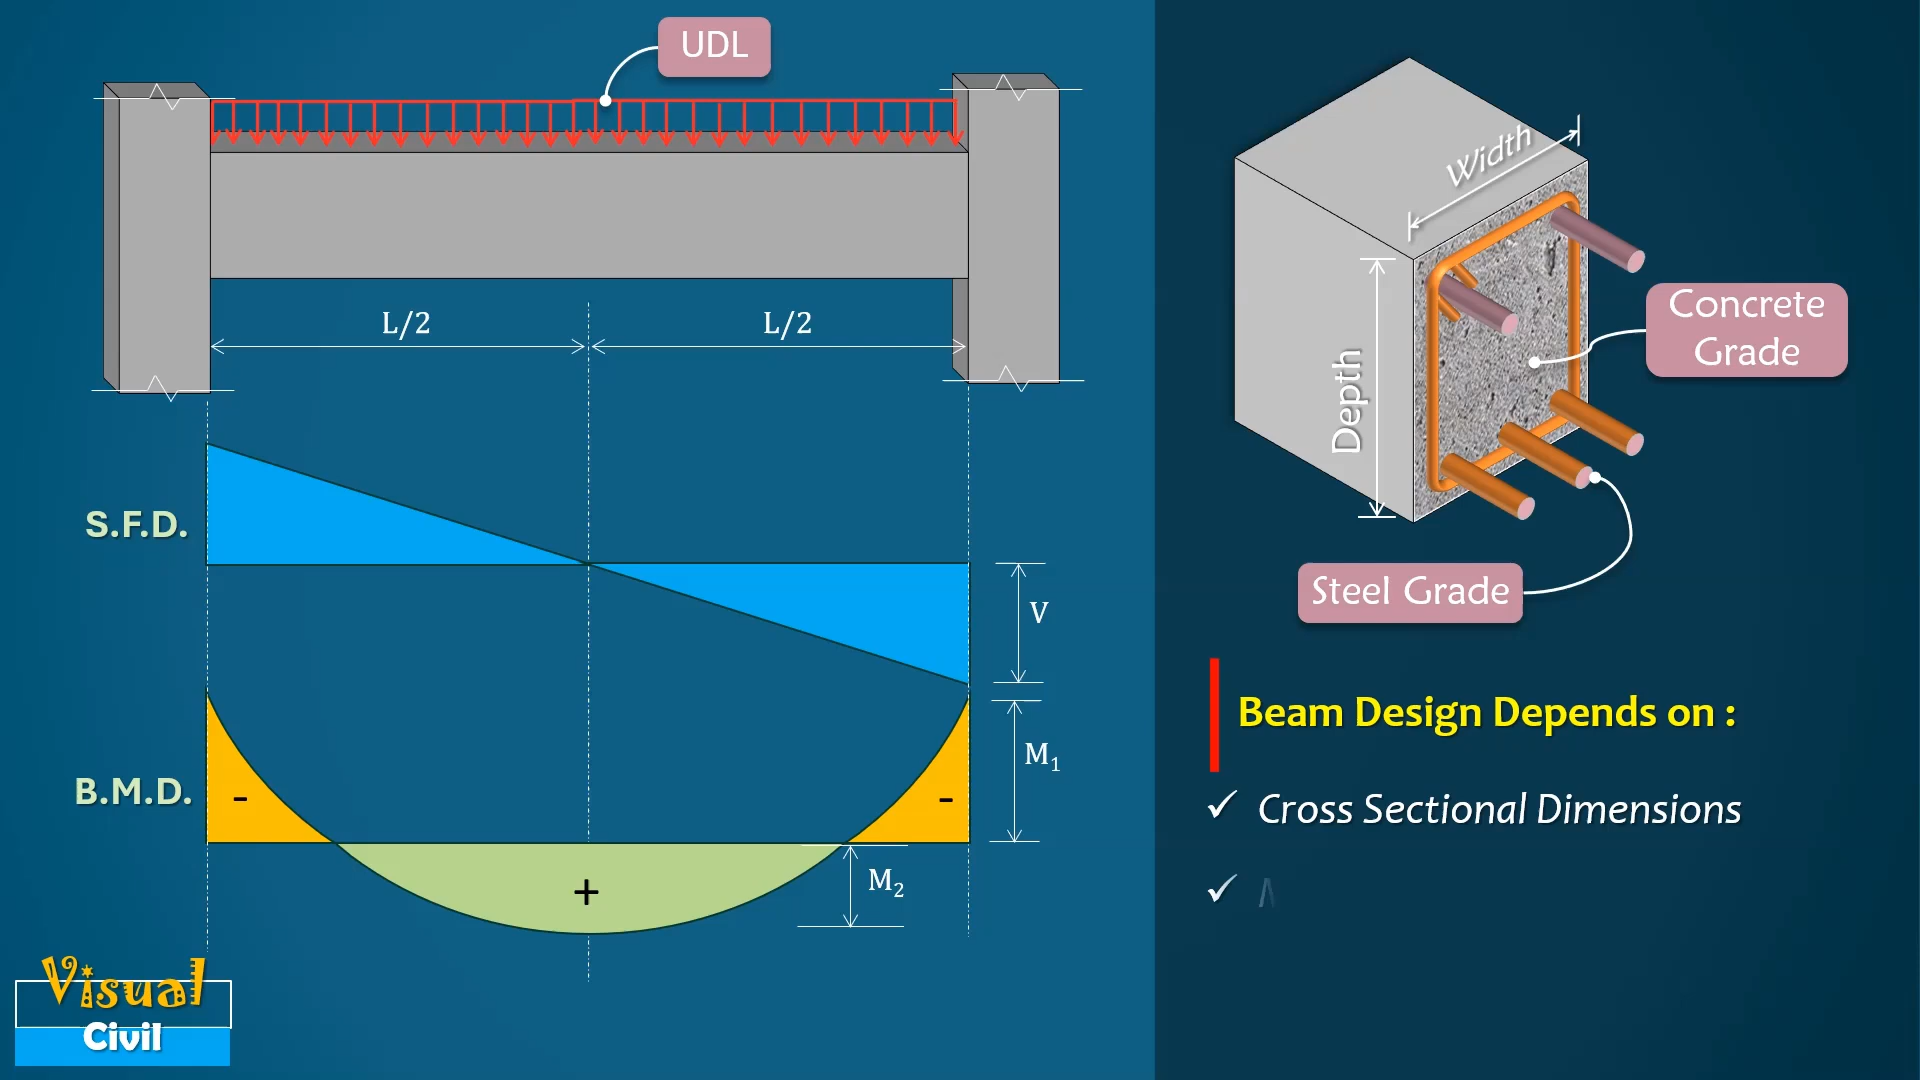 UDL
L/2
L/2
S.F.D.
V
B.M.D.
-
-
+
M₁
M₂
Visual
Civil
Width
Depth
Concrete
Grade
Steel Grade
Beam Design Depends on :
✓ Cross Sectional Dimensions
✓